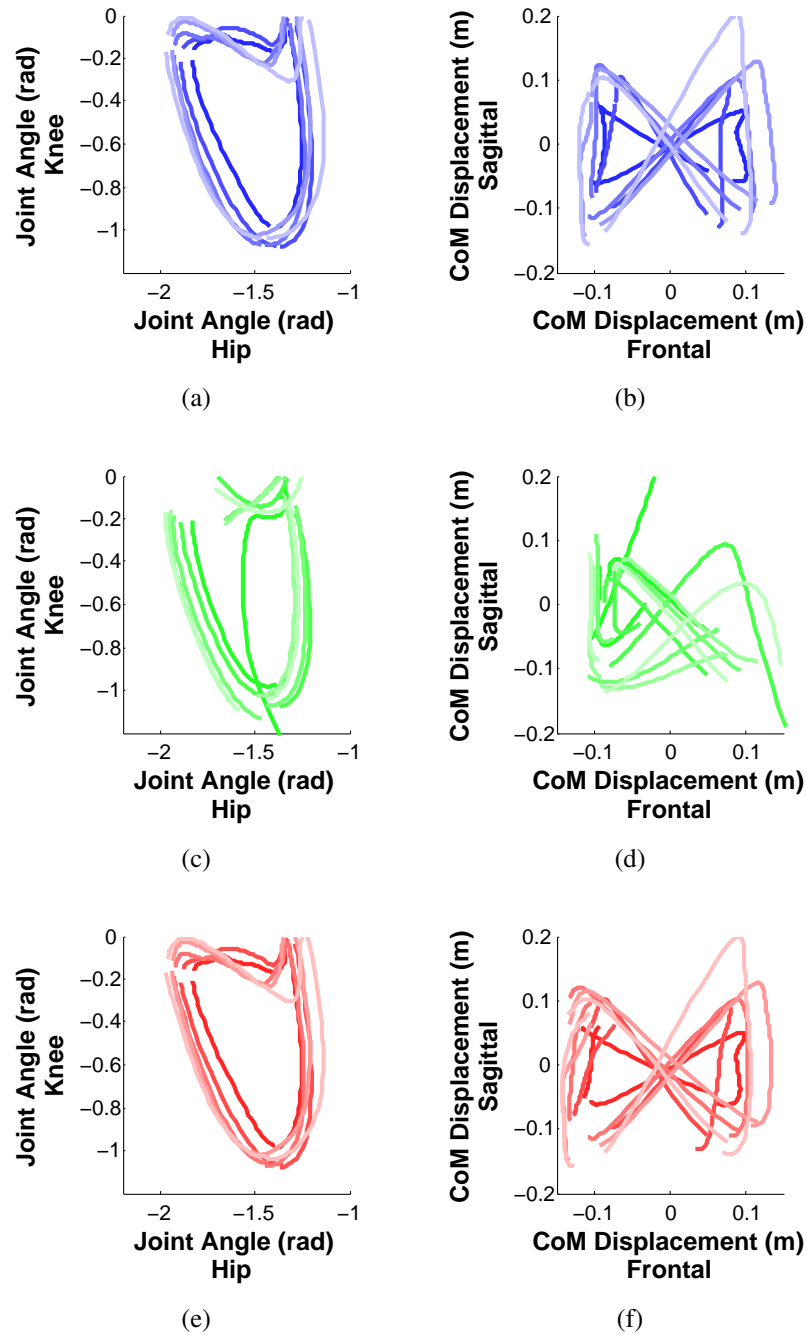 0
−0.2
−0.4
−0.6
−0.8
−1
−2
−1.5
−1
Joint Angle (rad)
Knee
Joint Angle (rad)
Hip
(a)
0.2
0.1
0
−0.1
−0.2
−0.1
0
0.1
CoM Displacement (m)
Sagittal
CoM Displacement (m)
Frontal
(b)
0
−0.2
−0.4
−0.6
−0.8
−1
−2
−1.5
−1
Joint Angle (rad)
Knee
Joint Angle (rad)
Hip
(c)
0.2
0.1
0
−0.1
−0.2
−0.1
0
0.1
CoM Displacement (m)
Sagittal
CoM Displacement (m)
Frontal
(d)
0
−0.2
−0.4
−0.6
−0.8
−1
−2
−1.5
−1
Joint Angle (rad)
Knee
Joint Angle (rad)
Hip
(e)
0.2
0.1
0
−0.1
−0.2
−0.1
0
0.1
CoM Displacement (m)
Sagittal
CoM Displacement (m)
Frontal
(f)